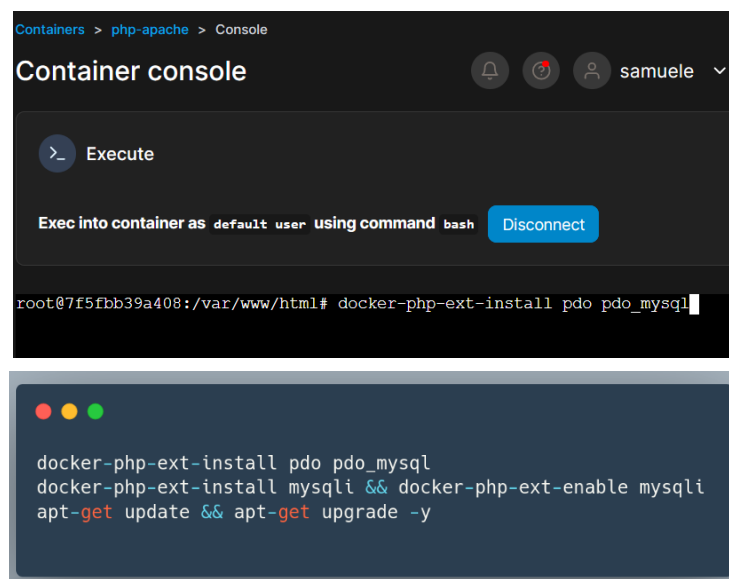 Containers > php-apache > Console
Container console
samuele
Execute
Exec into container as default user using command bash Disconnect
root@7f5fbb39a408:/var/www/html# docker-php-ext-install pdo pdo_mysql
docker-php-ext-install pdo pdo_mysql
docker-php-ext-install mysqli && docker-php-ext-enable mysqli
apt-get update && apt-get upgrade -y